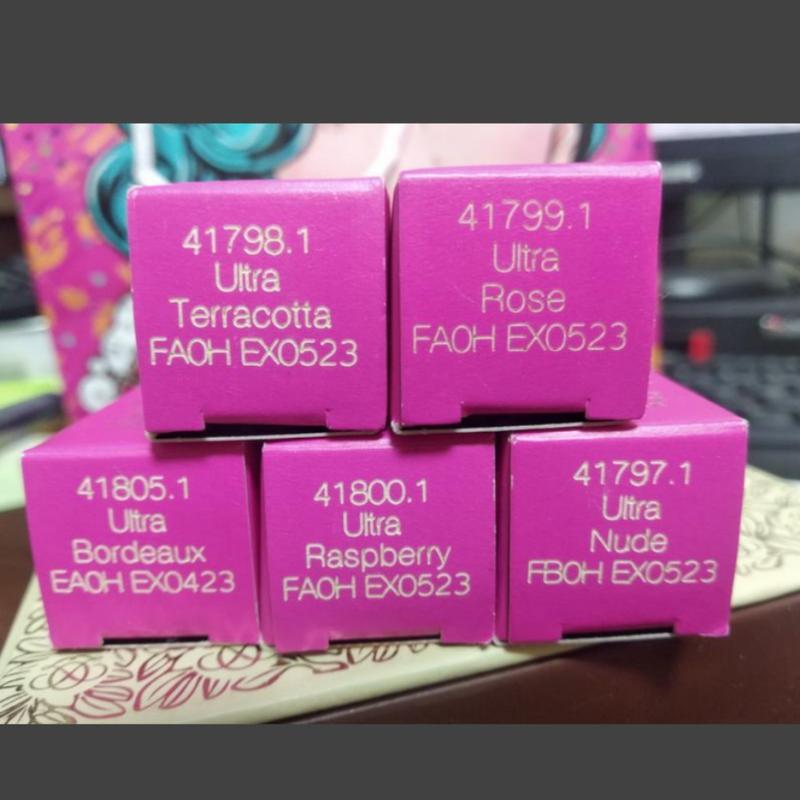 41798.1
Ultra
Terracotta
FA0H EX0523
41799.1
Ultra
Rose
FA0H EX0523
41805.1
Ultra
Bordeaux
EA0H EX0423
41800.1
Ultra
Raspberry
FA0H EX0523
41797.1
Ultra
Nude
FB0H EX0523